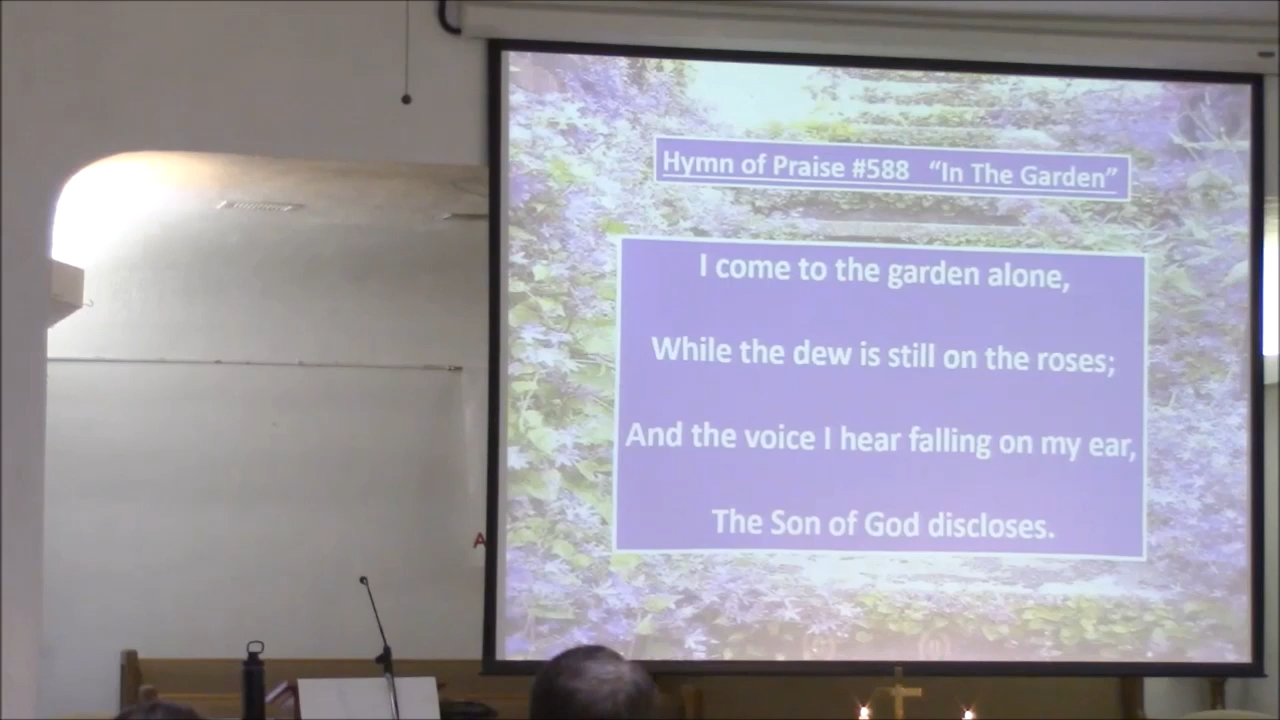 Hymn of Praise #588 “In The Garden”
I come to the garden alone,
While the dew is still on the roses;
And the voice I hear falling on my ear,
The Son of God discloses.
A